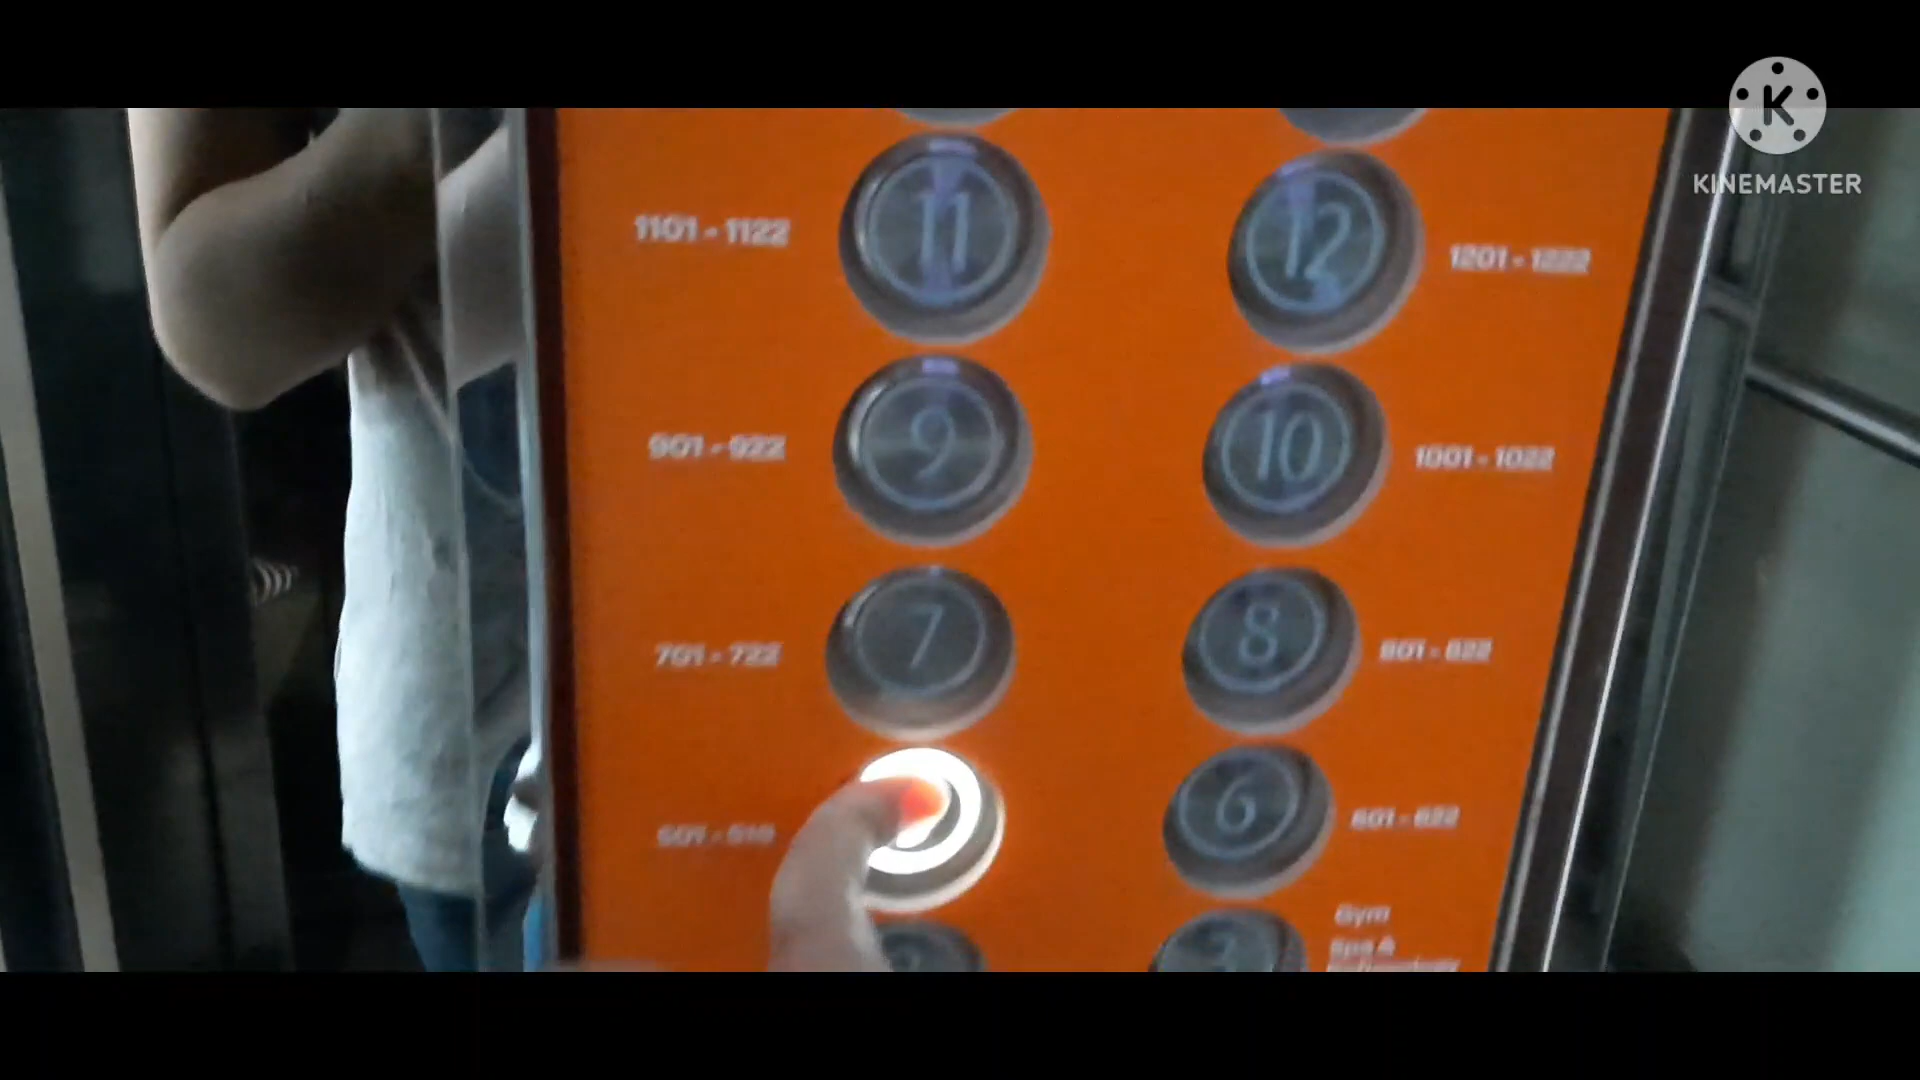 K
KINEMASTER
1101 - 1122
11
12
1201 - 1222
901 - 922
9
10
1001 - 1022
701 - 722
7
8
801 - 822
6
601 - 622
Gym
Spa &